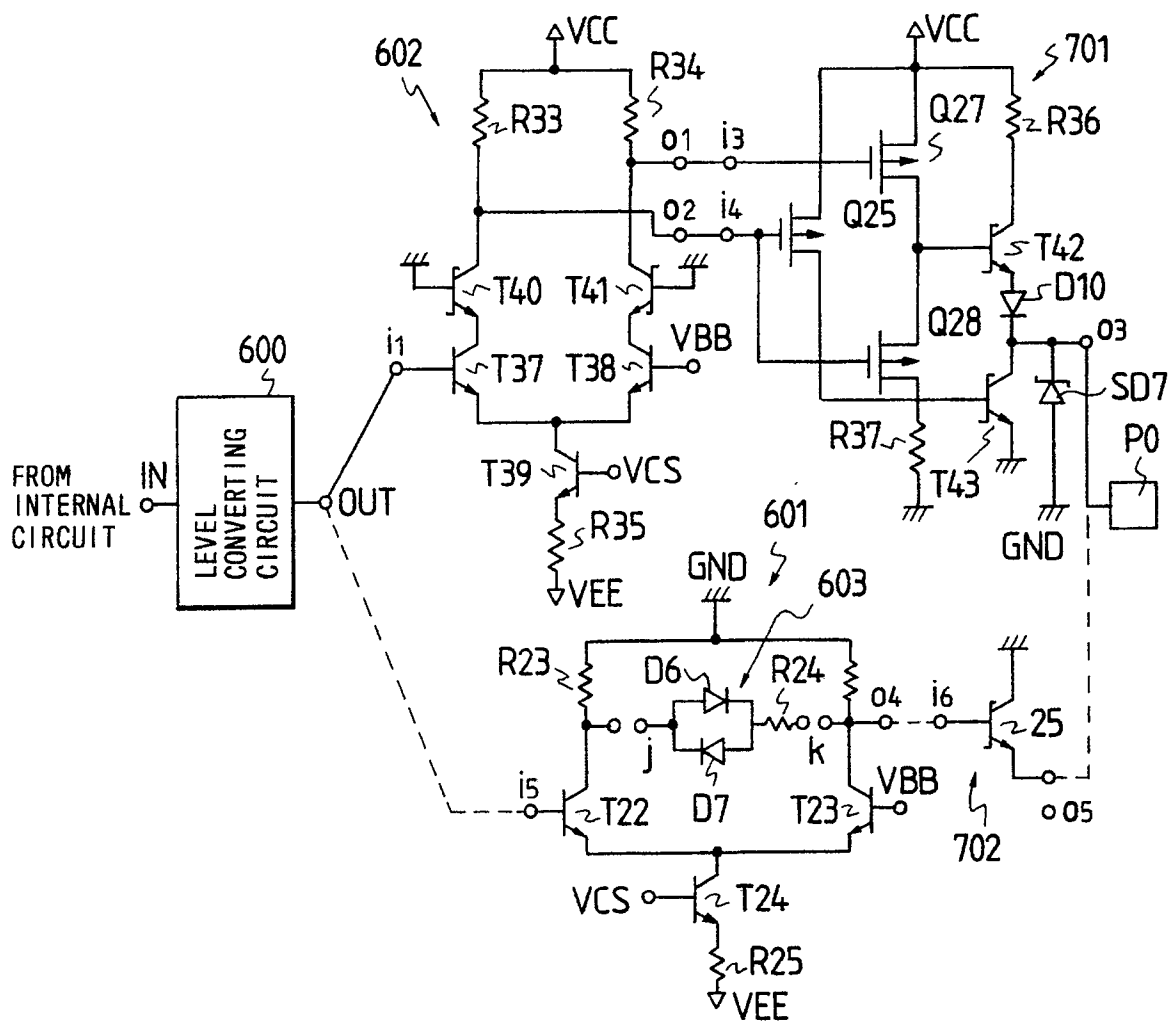 VCC
VCC
602
R34
701
R33
Q27
R36
O1
i3
O2
i4
Q25
T42
T40
T41
D10
600
i1
VBB
Q28
O3
T37
T38
SD7
R37
P0
T39
VCS
T43
FROM
INTERNAL
CIRCUIT
IN
LEVEL
CONVERTING
CIRCUIT
OUT
R35
601
GND
VEE
GND
603
R23
D6
R24
O4
i6
25
j
k
i5
D7
VBB
T22
T23
O5
702
VCS
T24
R25
VEE